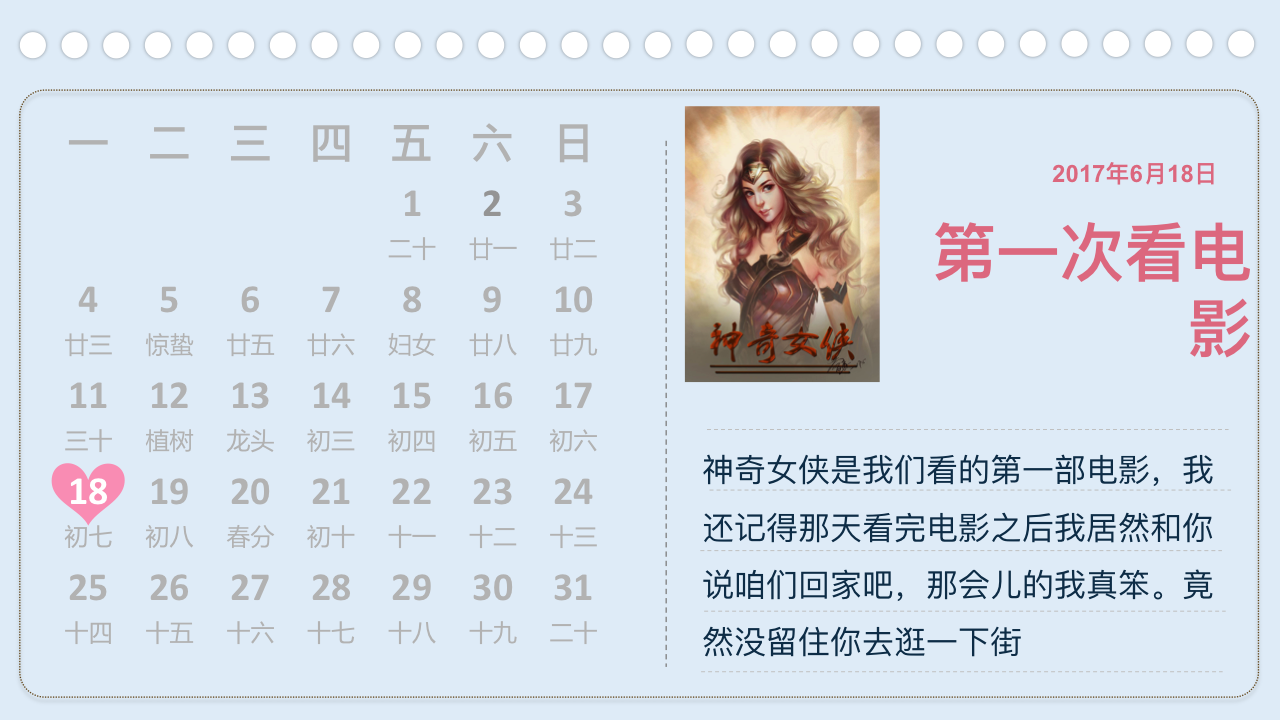 一 二 三 四 五 六 日
1 2 3
二十 廿一 廿二
4 5 6 7 8 9 10
廿三 惊蛰 廿五 廿六 妇女 廿八 廿九
11 12 13 14 15 16 17
三十 植树 龙头 初三 初四 初五 初六
18 19 20 21 22 23 24
初七 初八 春分 初十 十一 十二 十三
25 26 27 28 29 30 31
十四 十五 十六 十七 十八 十九 二十
神奇女侠
2017年6月18日
第一次看电
影
神奇女侠是我们看的第一部电影，我
还记得那天看完电影之后我居然和你
说咱们回家吧，那会儿的我真笨。竟
然没留住你去逛一下街